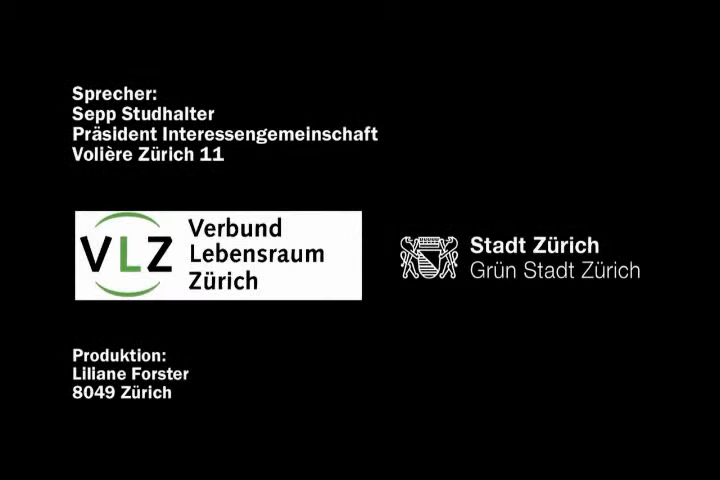 Sprecher:
Sepp Studhalter
Präsident Interessengemeinschaft
Volière Zürich 11
VLZ
Verbund
Lebensraum
Zürich
Stadt Zürich
Grün Stadt Zürich
Produktion:
Liliane Forster
8049 Zürich